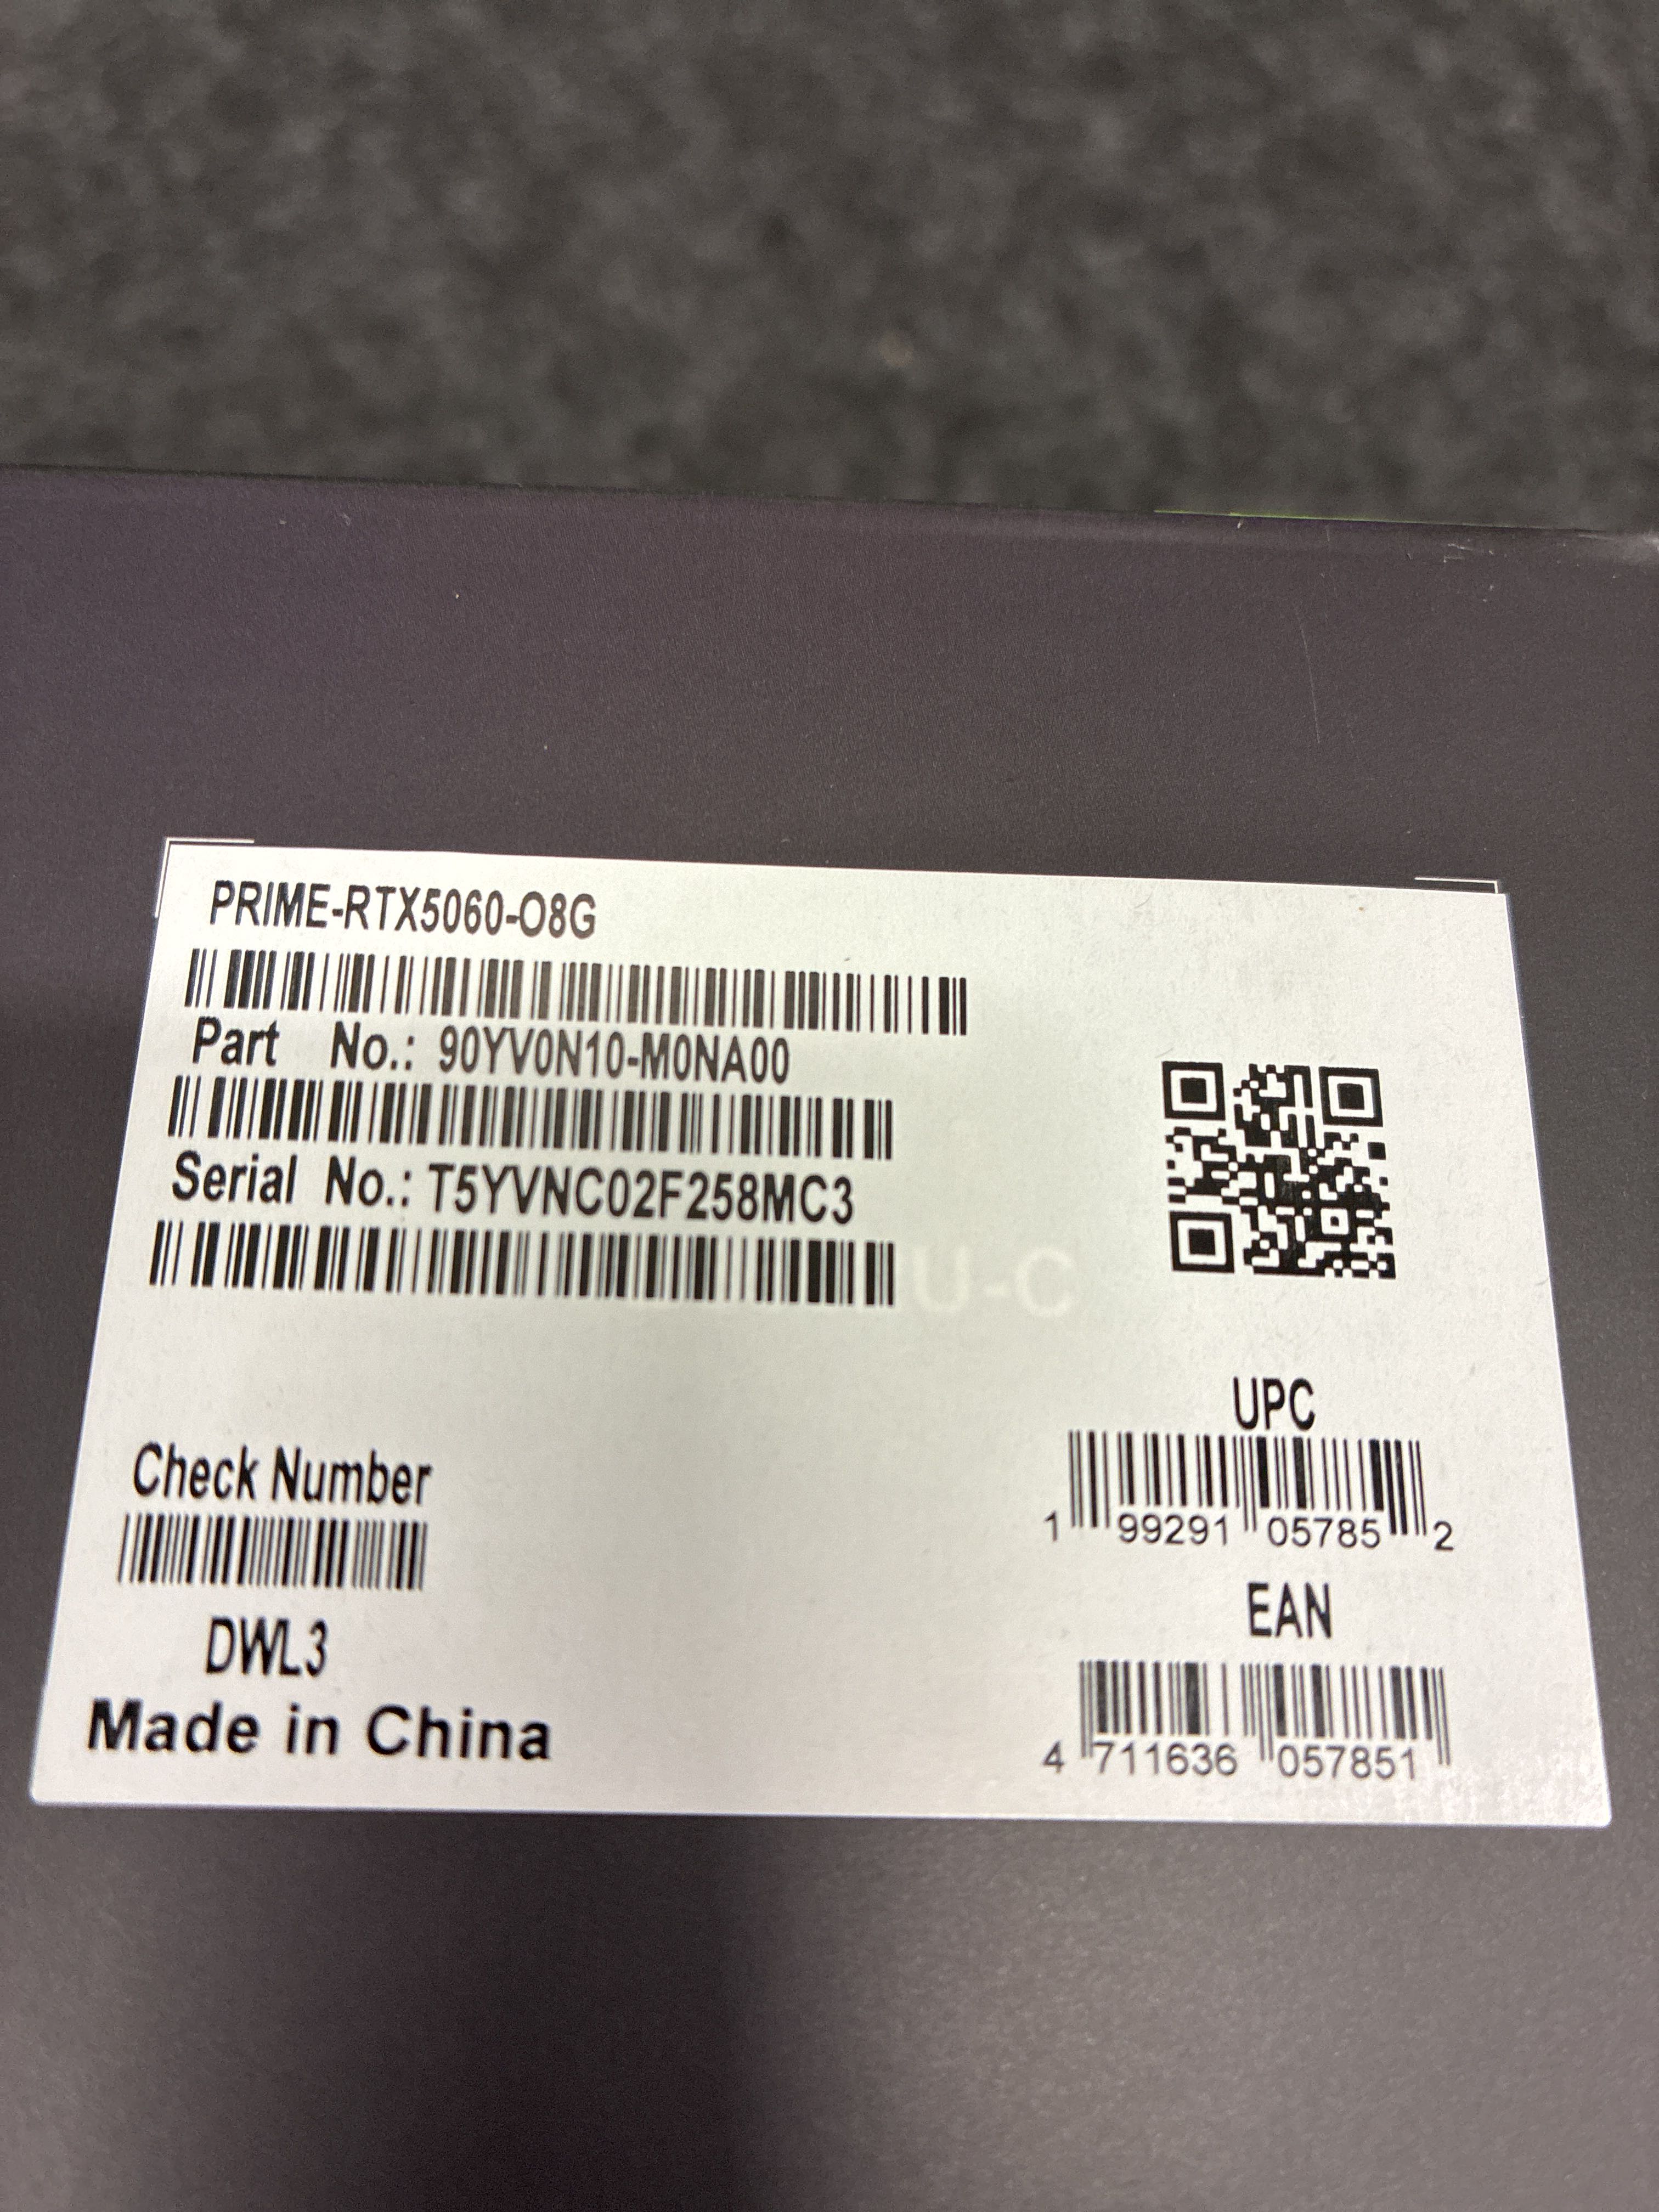 PRIME-RTX5060-O8G
Part No.: 90YV0N10-M0NA00
Serial No.: T5YVNC02F258MC3
U-C
Check Number
DWL3
Made in China
UPC
1 99291 05785 2
EAN
4 711636 057851